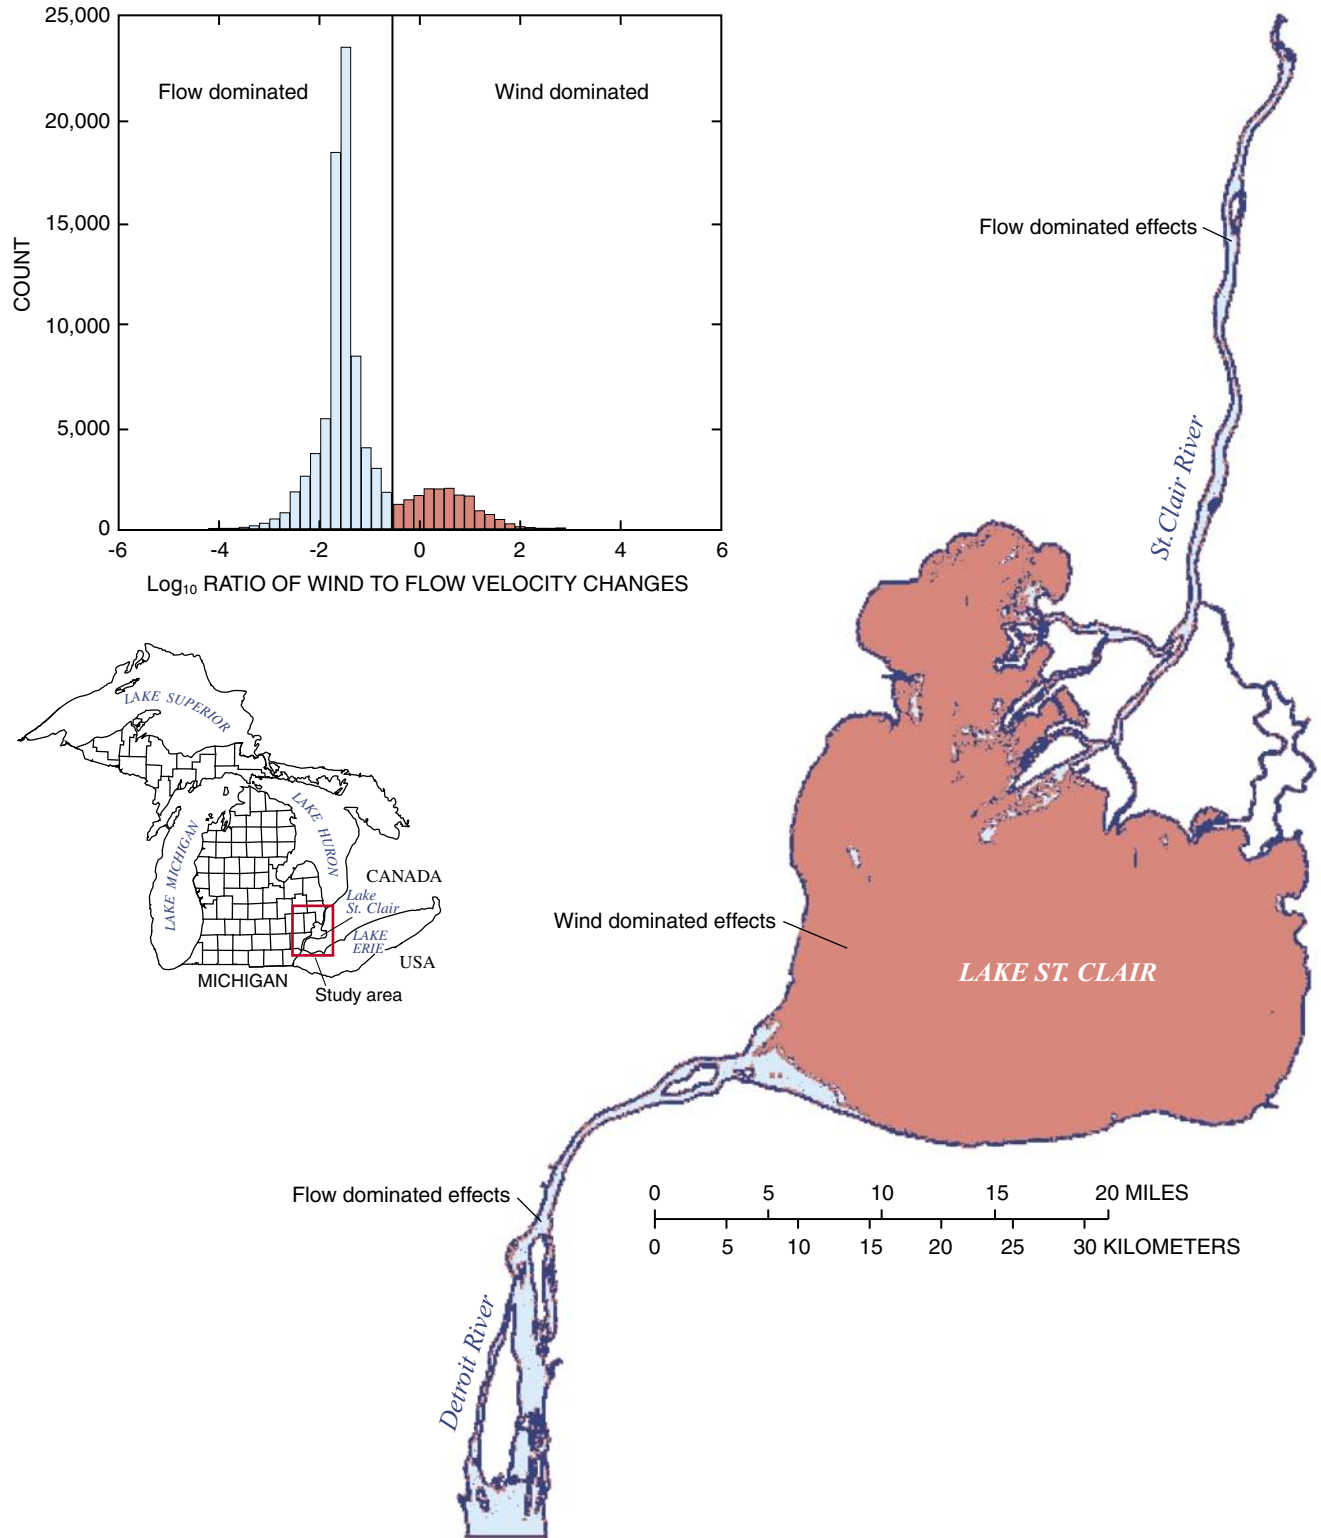 25,000
20,000
15,000
10,000
5,000
0
COUNT
Flow dominated
Wind dominated
-6 -4 -2 0 2 4 6
Log₁₀ RATIO OF WIND TO FLOW VELOCITY CHANGES
Flow dominated effects
St.Clair River
LAKE SUPERIOR
LAKE MICHIGAN
LAKE HURON
CANADA
Lake
St. Clair
LAKE
ERIE
USA
MICHIGAN
Study area
Wind dominated effects
LAKE ST. CLAIR
Flow dominated effects
Detroit River
0 5 10 15 20 MILES
0 5 10 15 20 25 30 KILOMETERS